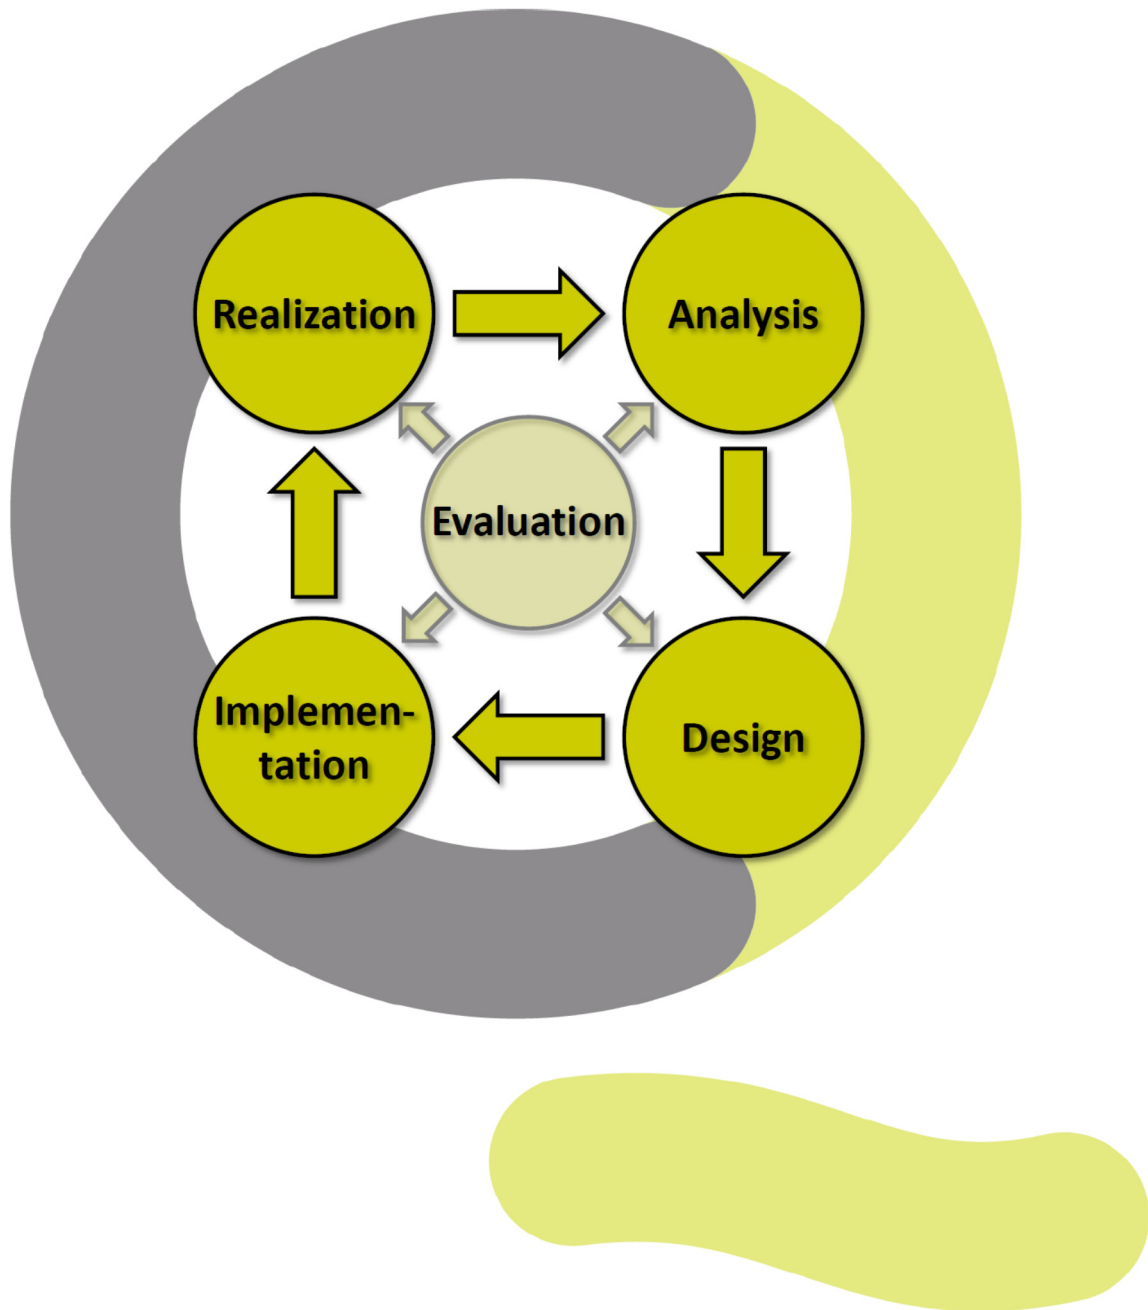 Realization
Analysis
Evaluation
Implemen-
tation
Design